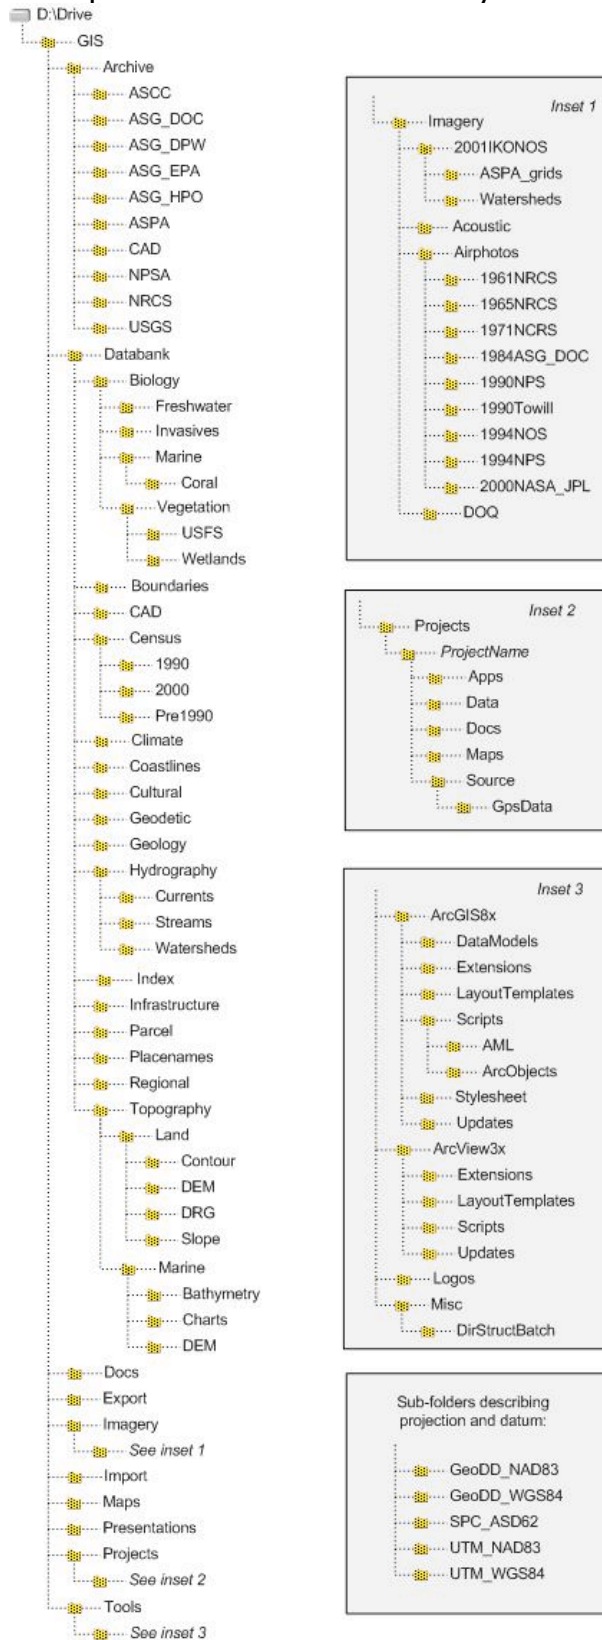 D:\Drive
GIS
Archive
ASCC
ASG_DOC
ASG_DPW
ASG_EPA
ASG_HPO
ASPA
CAD
NPSA
NRCS
USGS
Databank
Biology
Freshwater
Invasives
Marine
Coral
Vegetation
USFS
Wetlands
Boundaries
CAD
Census
1990
2000
Pre1990
Climate
Coastlines
Cultural
Geodetic
Geology
Hydrography
Currents
Streams
Watersheds
Index
Infrastructure
Parcel
Placenames
Regional
Topography
Land
Contour
DEM
DRG
Slope
Marine
Bathymetry
Charts
DEM
Docs
Export
Imagery
See inset 1
Import
Maps
Presentations
Projects
See inset 2
Tools
See inset 3
Inset 1
Imagery
2001IKONOS
ASPA_grids
Watersheds
Acoustic
Airphotos
1961NRCS
1965NRCS
1971NCRS
1984ASG_DOC
1990NPS
1990Towill
1994NOS
1994NPS
2000NASA_JPL
DOQ
Inset 2
Projects
ProjectName
Apps
Data
Docs
Maps
Source
GpsData
Inset 3
ArcGIS8x
DataModels
Extensions
LayoutTemplates
Scripts
AML
ArcObjects
Stylesheet
Updates
ArcView3x
Extensions
LayoutTemplates
Scripts
Updates
Logos
Misc
DirStructBatch
Sub-folders describing
projection and datum:
GeoDD_NAD83
GeoDD_WGS84
SPC_ASD62
UTM_NAD83
UTM_WGS84